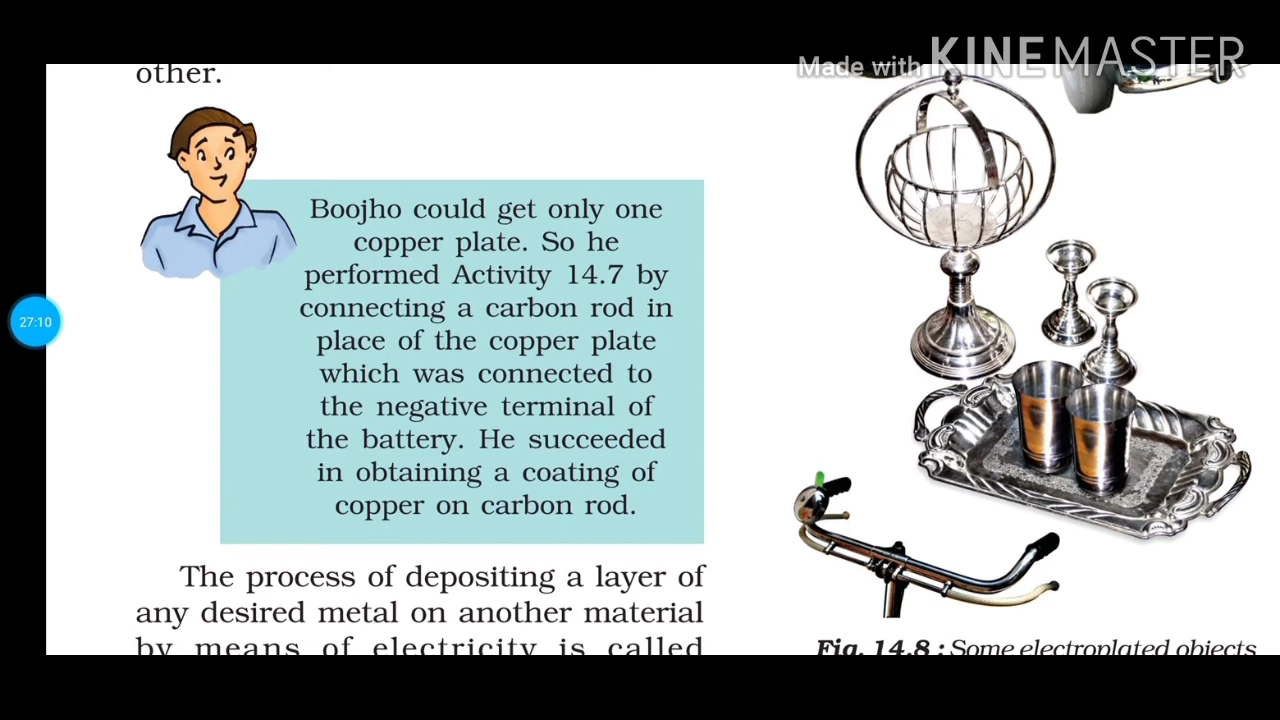 Made with KINEMASTER
other.
Boojho could get only one
copper plate. So he
performed Activity 14.7 by
connecting a carbon rod in
place of the copper plate
which was connected to
the negative terminal of
the battery. He succeeded
in obtaining a coating of
copper on carbon rod.
27:10
The process of depositing a layer of
any desired metal on another material
by means of electricity is called
Fig. 14.8 : Some electroplated objects